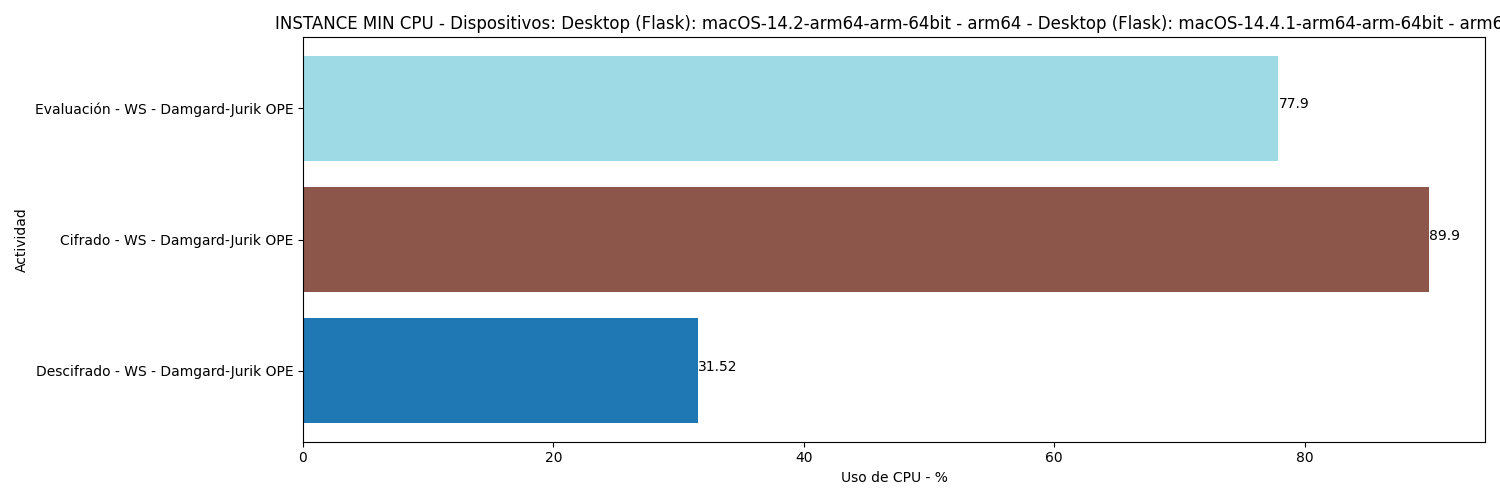 INSTANCE MIN CPU - Dispositivos: Desktop (Flask): macOS-14.2-arm64-arm-64bit - arm64 - Desktop (Flask): macOS-14.4.1-arm64-arm-64bit - arm6
Evaluación - WS - Damgard-Jurik OPE
77.9
Cifrado - WS - Damgard-Jurik OPE
89.9
Descifrado - WS - Damgard-Jurik OPE
31.52
Actividad
0 20 40 60 80
Uso de CPU - %